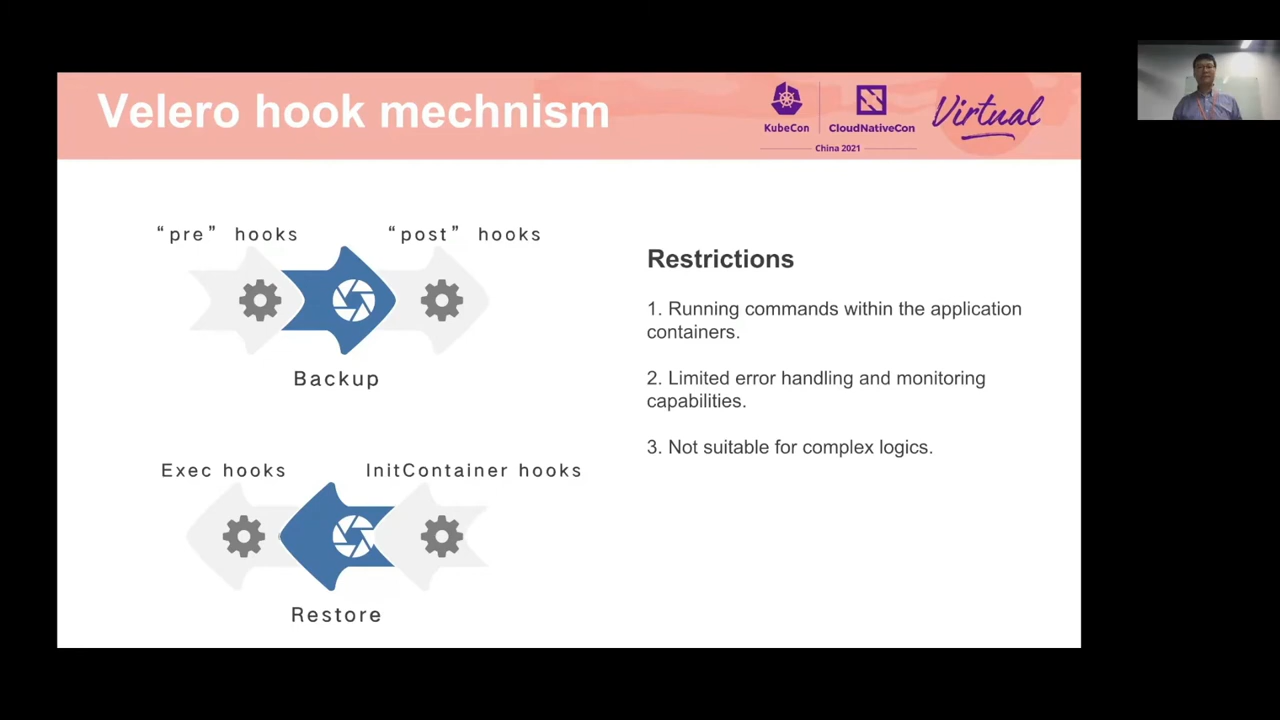 Velero hook mechnism
KubeCon
CloudNativeCon
China 2021
Virtual
“pre” hooks
“post” hooks
Backup
Exec hooks
InitContainer hooks
Restore
Restrictions
1. Running commands within the application
containers.
2. Limited error handling and monitoring
capabilities.
3. Not suitable for complex logics.